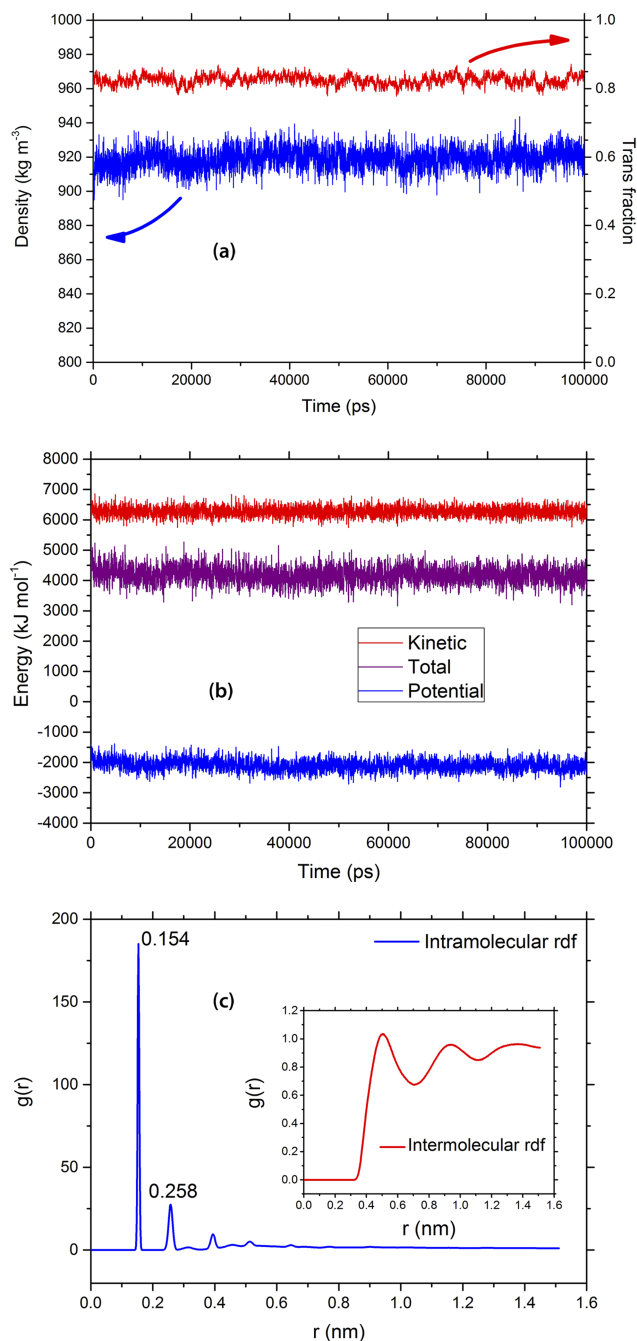 1000
980
960
940
920
900
880
860
840
820
800
Density (kg m⁻³)
1.0
0.8
0.6
0.4
0.2
0.0
Trans fraction
(a)
0
20000
40000
60000
80000
100000
Time (ps)
8000
7000
6000
5000
4000
3000
2000
1000
0
-1000
-2000
-3000
-4000
Energy (kJ mol⁻¹)
Kinetic
Total
Potential
(b)
0
20000
40000
60000
80000
100000
Time (ps)
200
150
100
50
0
g(r)
0.154
0.258
(c)
Intramolecular rdf
1.2
1.0
0.8
0.6
0.4
0.2
0.0
g(r)
Intermolecular rdf
0.0 0.2 0.4 0.6 0.8 1.0 1.2 1.4 1.6
r (nm)
0.0 0.2 0.4 0.6 0.8 1.0 1.2 1.4 1.6
r (nm)